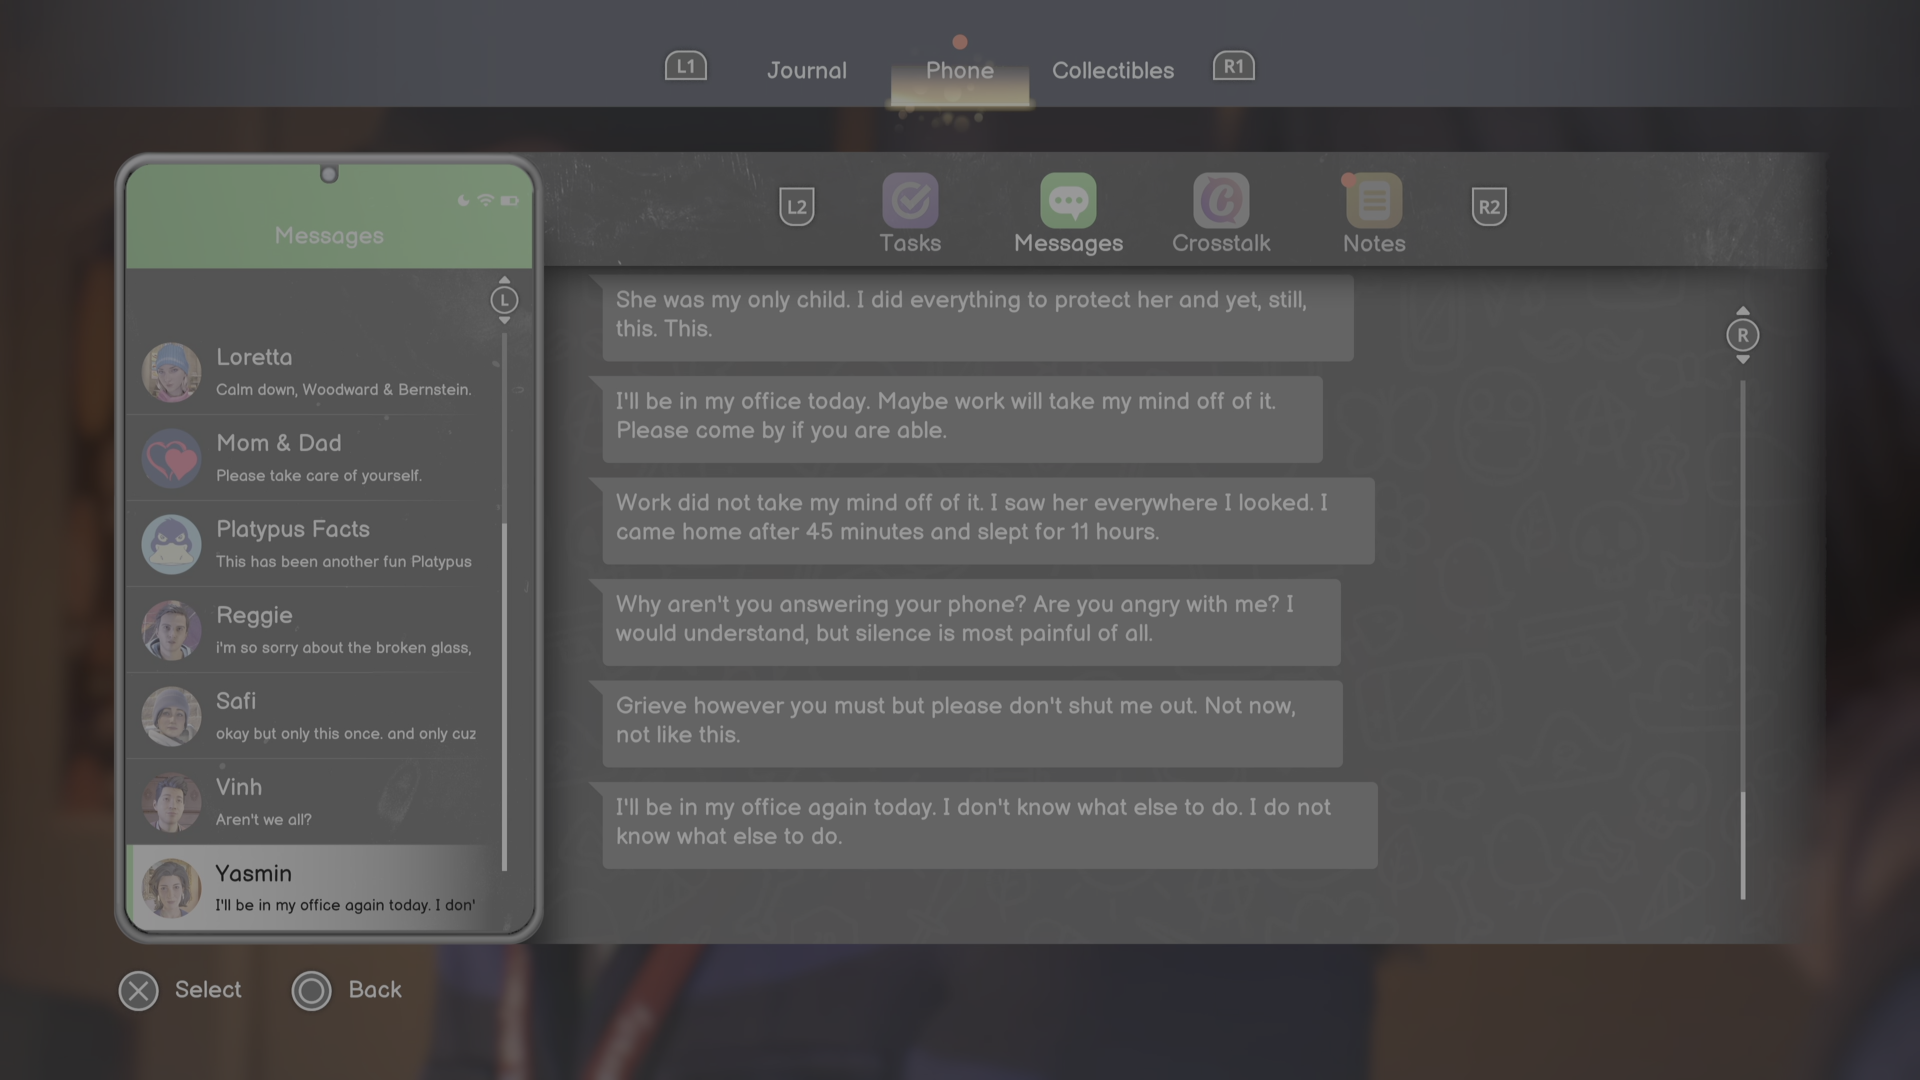 L1
Journal
Phone
Collectibles
R1
Messages
L
Loretta
Calm down, Woodward & Bernstein.
Mom & Dad
Please take care of yourself.
Platypus Facts
This has been another fun Platypus
Reggie
i'm so sorry about the broken glass,
Safi
okay but only this once. and only cuz
Vinh
Aren't we all?
Yasmin
I'll be in my office again today. I don'
L2
Tasks
Messages
Crosstalk
Notes
R2
R
She was my only child. I did everything to protect her and yet, still,
this. This.
I'll be in my office today. Maybe work will take my mind off of it.
Please come by if you are able.
Work did not take my mind off of it. I saw her everywhere I looked. I
came home after 45 minutes and slept for 11 hours.
Why aren't you answering your phone? Are you angry with me? I
would understand, but silence is most painful of all.
Grieve however you must but please don't shut me out. Not now,
not like this.
I'll be in my office again today. I don't know what else to do. I do not
know what else to do.
Select
Back